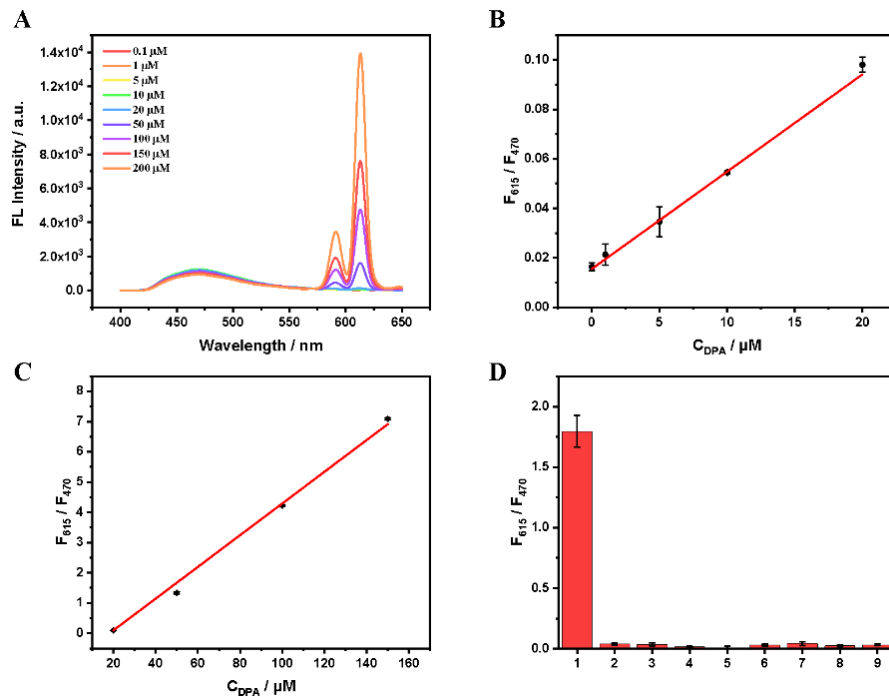 A
FL Intensity / a.u.
1.4x10⁴
1.2x10⁴
1.0x10⁴
8.0x10³
6.0x10³
4.0x10³
2.0x10³
0.0
0.1 μM
1 μM
5 μM
10 μM
20 μM
50 μM
100 μM
150 μM
200 μM
400 450 500 550 600 650
Wavelength / nm
B
F₆₁₅ / F₄₇₀
0.10
0.08
0.06
0.04
0.02
0.00
0 5 10 15 20
C_DPA / μM
C
F₆₁₅ / F₄₇₀
8
7
6
5
4
3
2
1
0
20 40 60 80 100 120 140 160
C_DPA / μM
D
F₆₁₅ / F₄₇₀
2.0
1.5
1.0
0.5
0.0
1 2 3 4 5 6 7 8 9